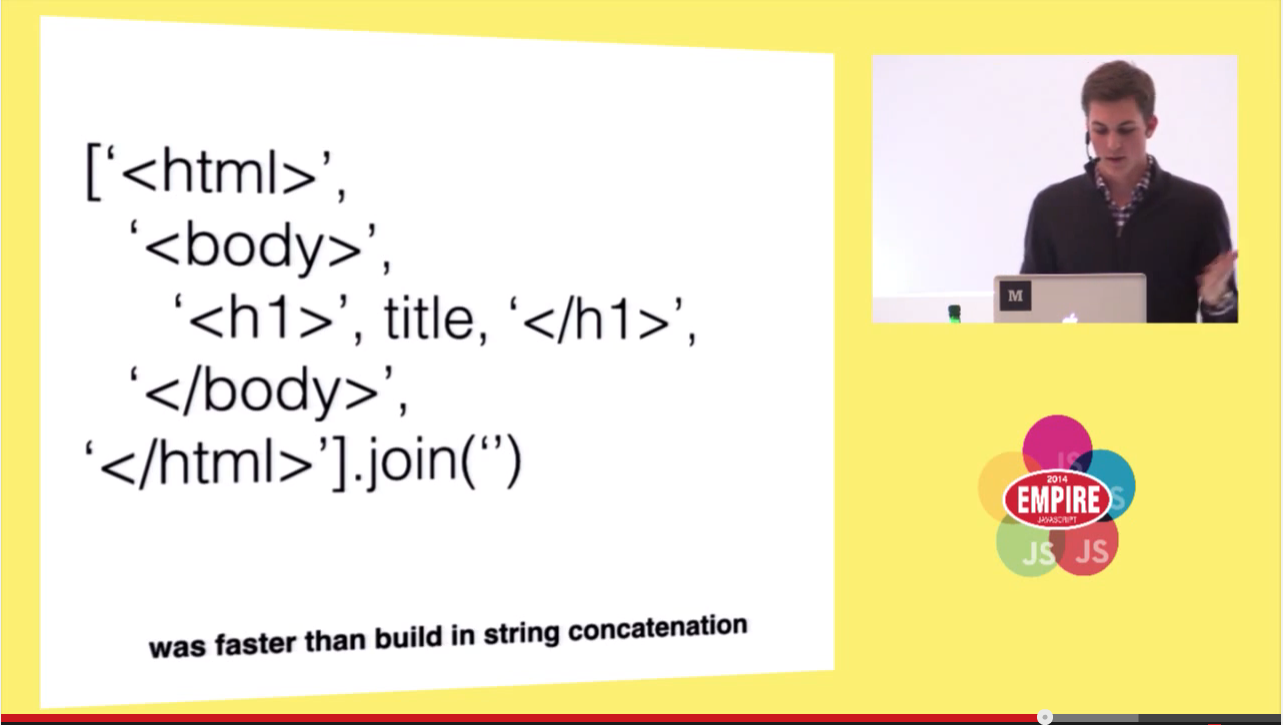 [‘<html>’,
‘<body>’,
‘<h1>’, title, ‘</h1>’,
‘</body>’,
‘</html>’].join(‘’)
was faster than build in string concatenation
M
JS
2014
EMPIRE
JAVASCRIPT
JS
JS
JS